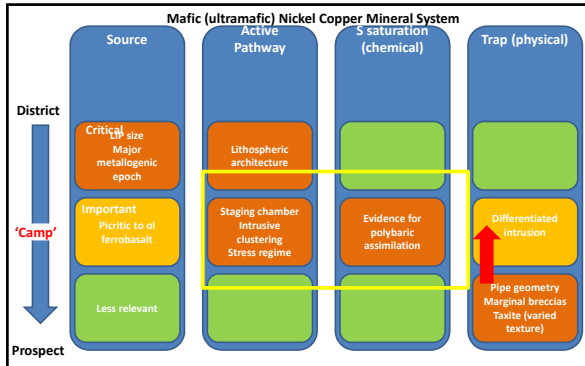 Mafic (ultramafic) Nickel Copper Mineral System
Source
Active
Pathway
S saturation
(chemical)
Trap (physical)
District
Critical
LIP size
Major
metallogenic
epoch
Lithospheric
architecture
Important
Picritic to ol
ferrobasalt
'Camp'
Staging chamber
Intrusive
clustering
Stress regime
Evidence for
polybaric
assimilation
Differentiated
intrusion
Less relevant
Pipe geometry
Marginal breccias
Taxite (varied
texture)
Prospect